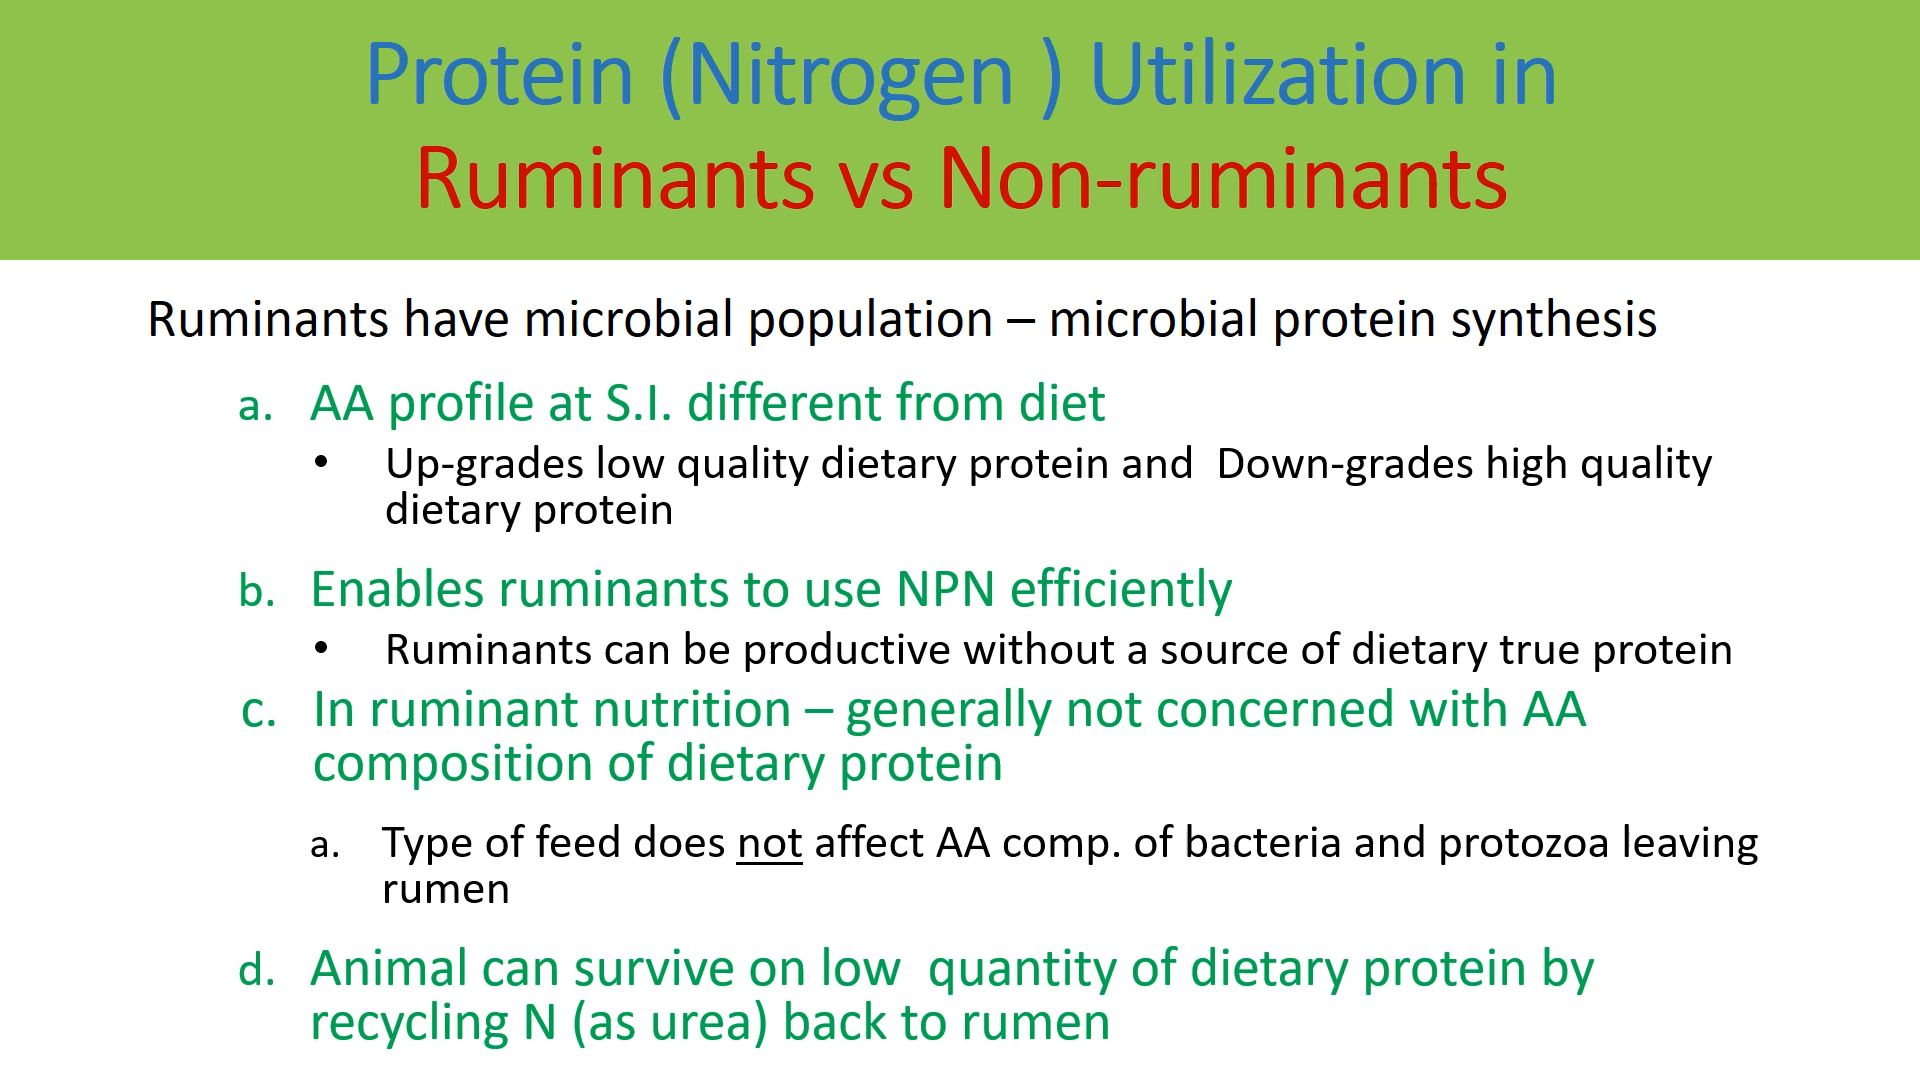 Protein (Nitrogen ) Utilization in
Ruminants vs Non-ruminants
Ruminants have microbial population – microbial protein synthesis
a. AA profile at S.I. different from diet
• Up-grades low quality dietary protein and  Down-grades high quality
dietary protein
b. Enables ruminants to use NPN efficiently
• Ruminants can be productive without a source of dietary true protein
c. In ruminant nutrition – generally not concerned with AA
composition of dietary protein
a. Type of feed does not affect AA comp. of bacteria and protozoa leaving
rumen
d. Animal can survive on low  quantity of dietary protein by
recycling N (as urea) back to rumen